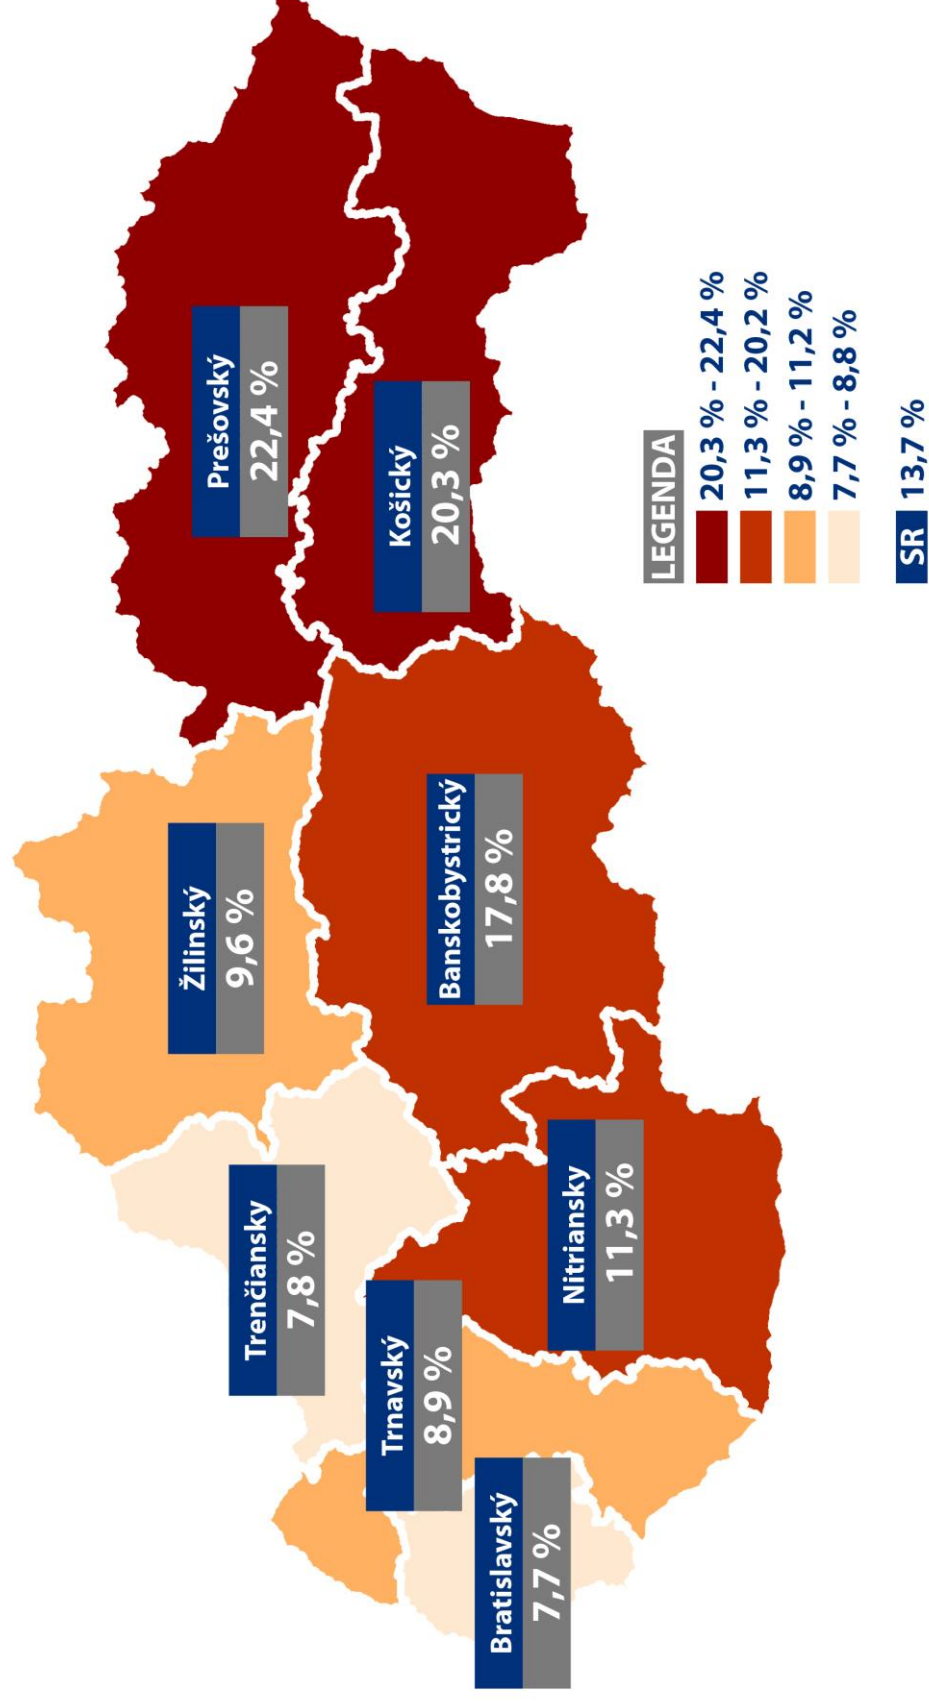 Prešovský
22,4 %
Žilinský
9,6 %
Košický
20,3 %
Trenčiansky
7,8 %
Banskobystrický
17,8 %
Trnavský
8,9 %
Nitriansky
11,3 %
Bratislavský
7,7 %
LEGENDA
20,3 % - 22,4 %
11,3 % - 20,2 %
8,9 % - 11,2 %
7,7 % - 8,8 %
SR 13,7 %